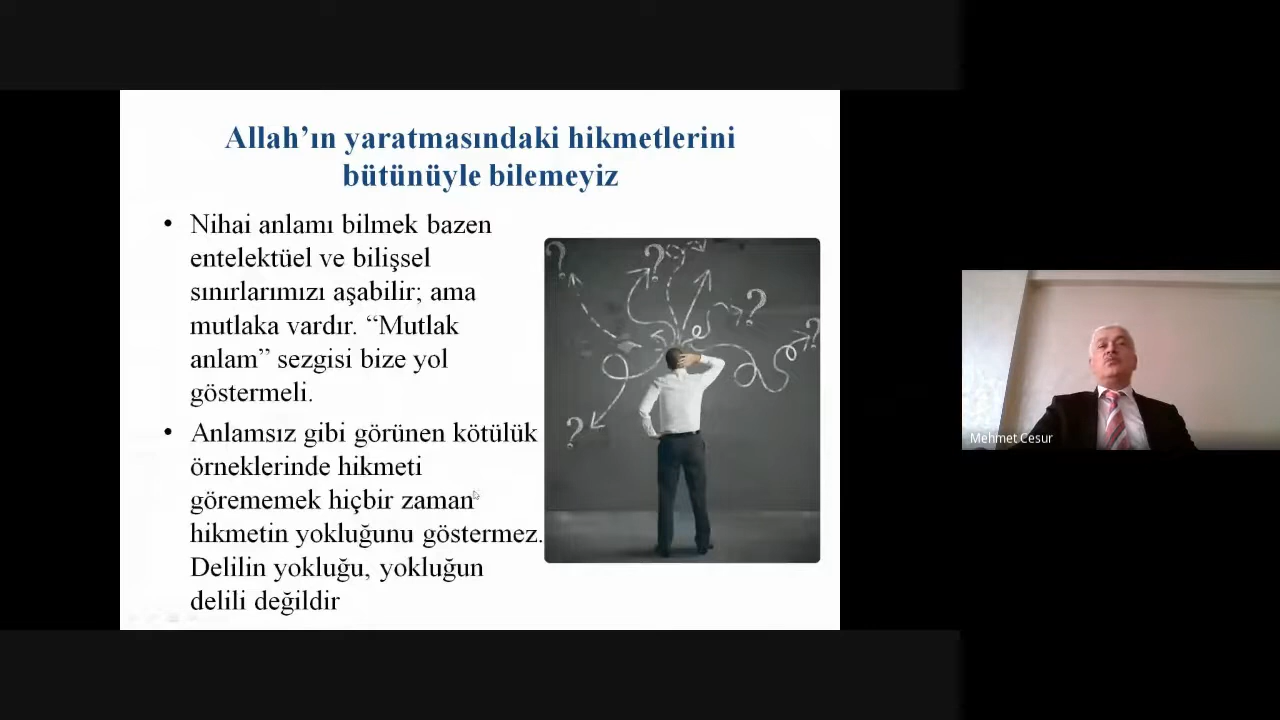 Allah’ın yaratmasındaki hikmetlerini
bütünüyle bilemeyiz
• Nihai anlamı bilmek bazen
entelektüel ve bilişsel
sınırlarımızı aşabilir; ama
mutlaka vardır. “Mutlak
anlam” sezgisi bize yol
göstermeli.
• Anlamsız gibi görünen kötülük
örneklerinde hikmeti
görememek hiçbir zaman
hikmetin yokluğunu göstermez.
Delilin yokluğu, yokluğun
delili değildir
? ? ? ? ?
Mehmet Cesur